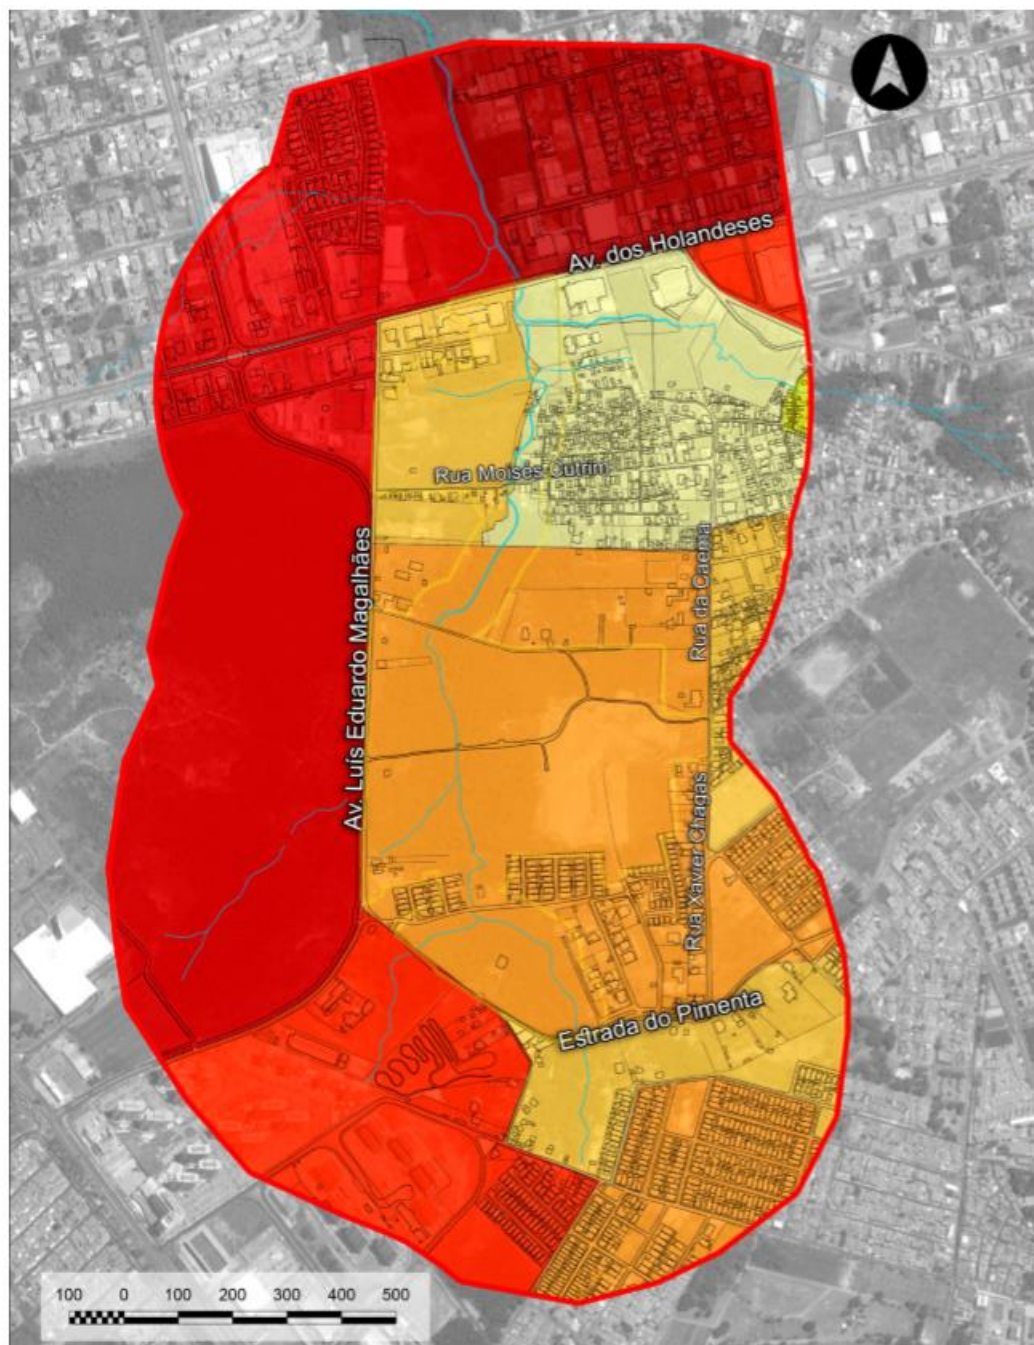 Av. dos Holandeses
Rua Moisés Cutrim
Av. Luís Eduardo Magalhães
Rua da Caema
Rua Xavier Chagas
Estrada do Pimenta
100 0 100 200 300 400 500